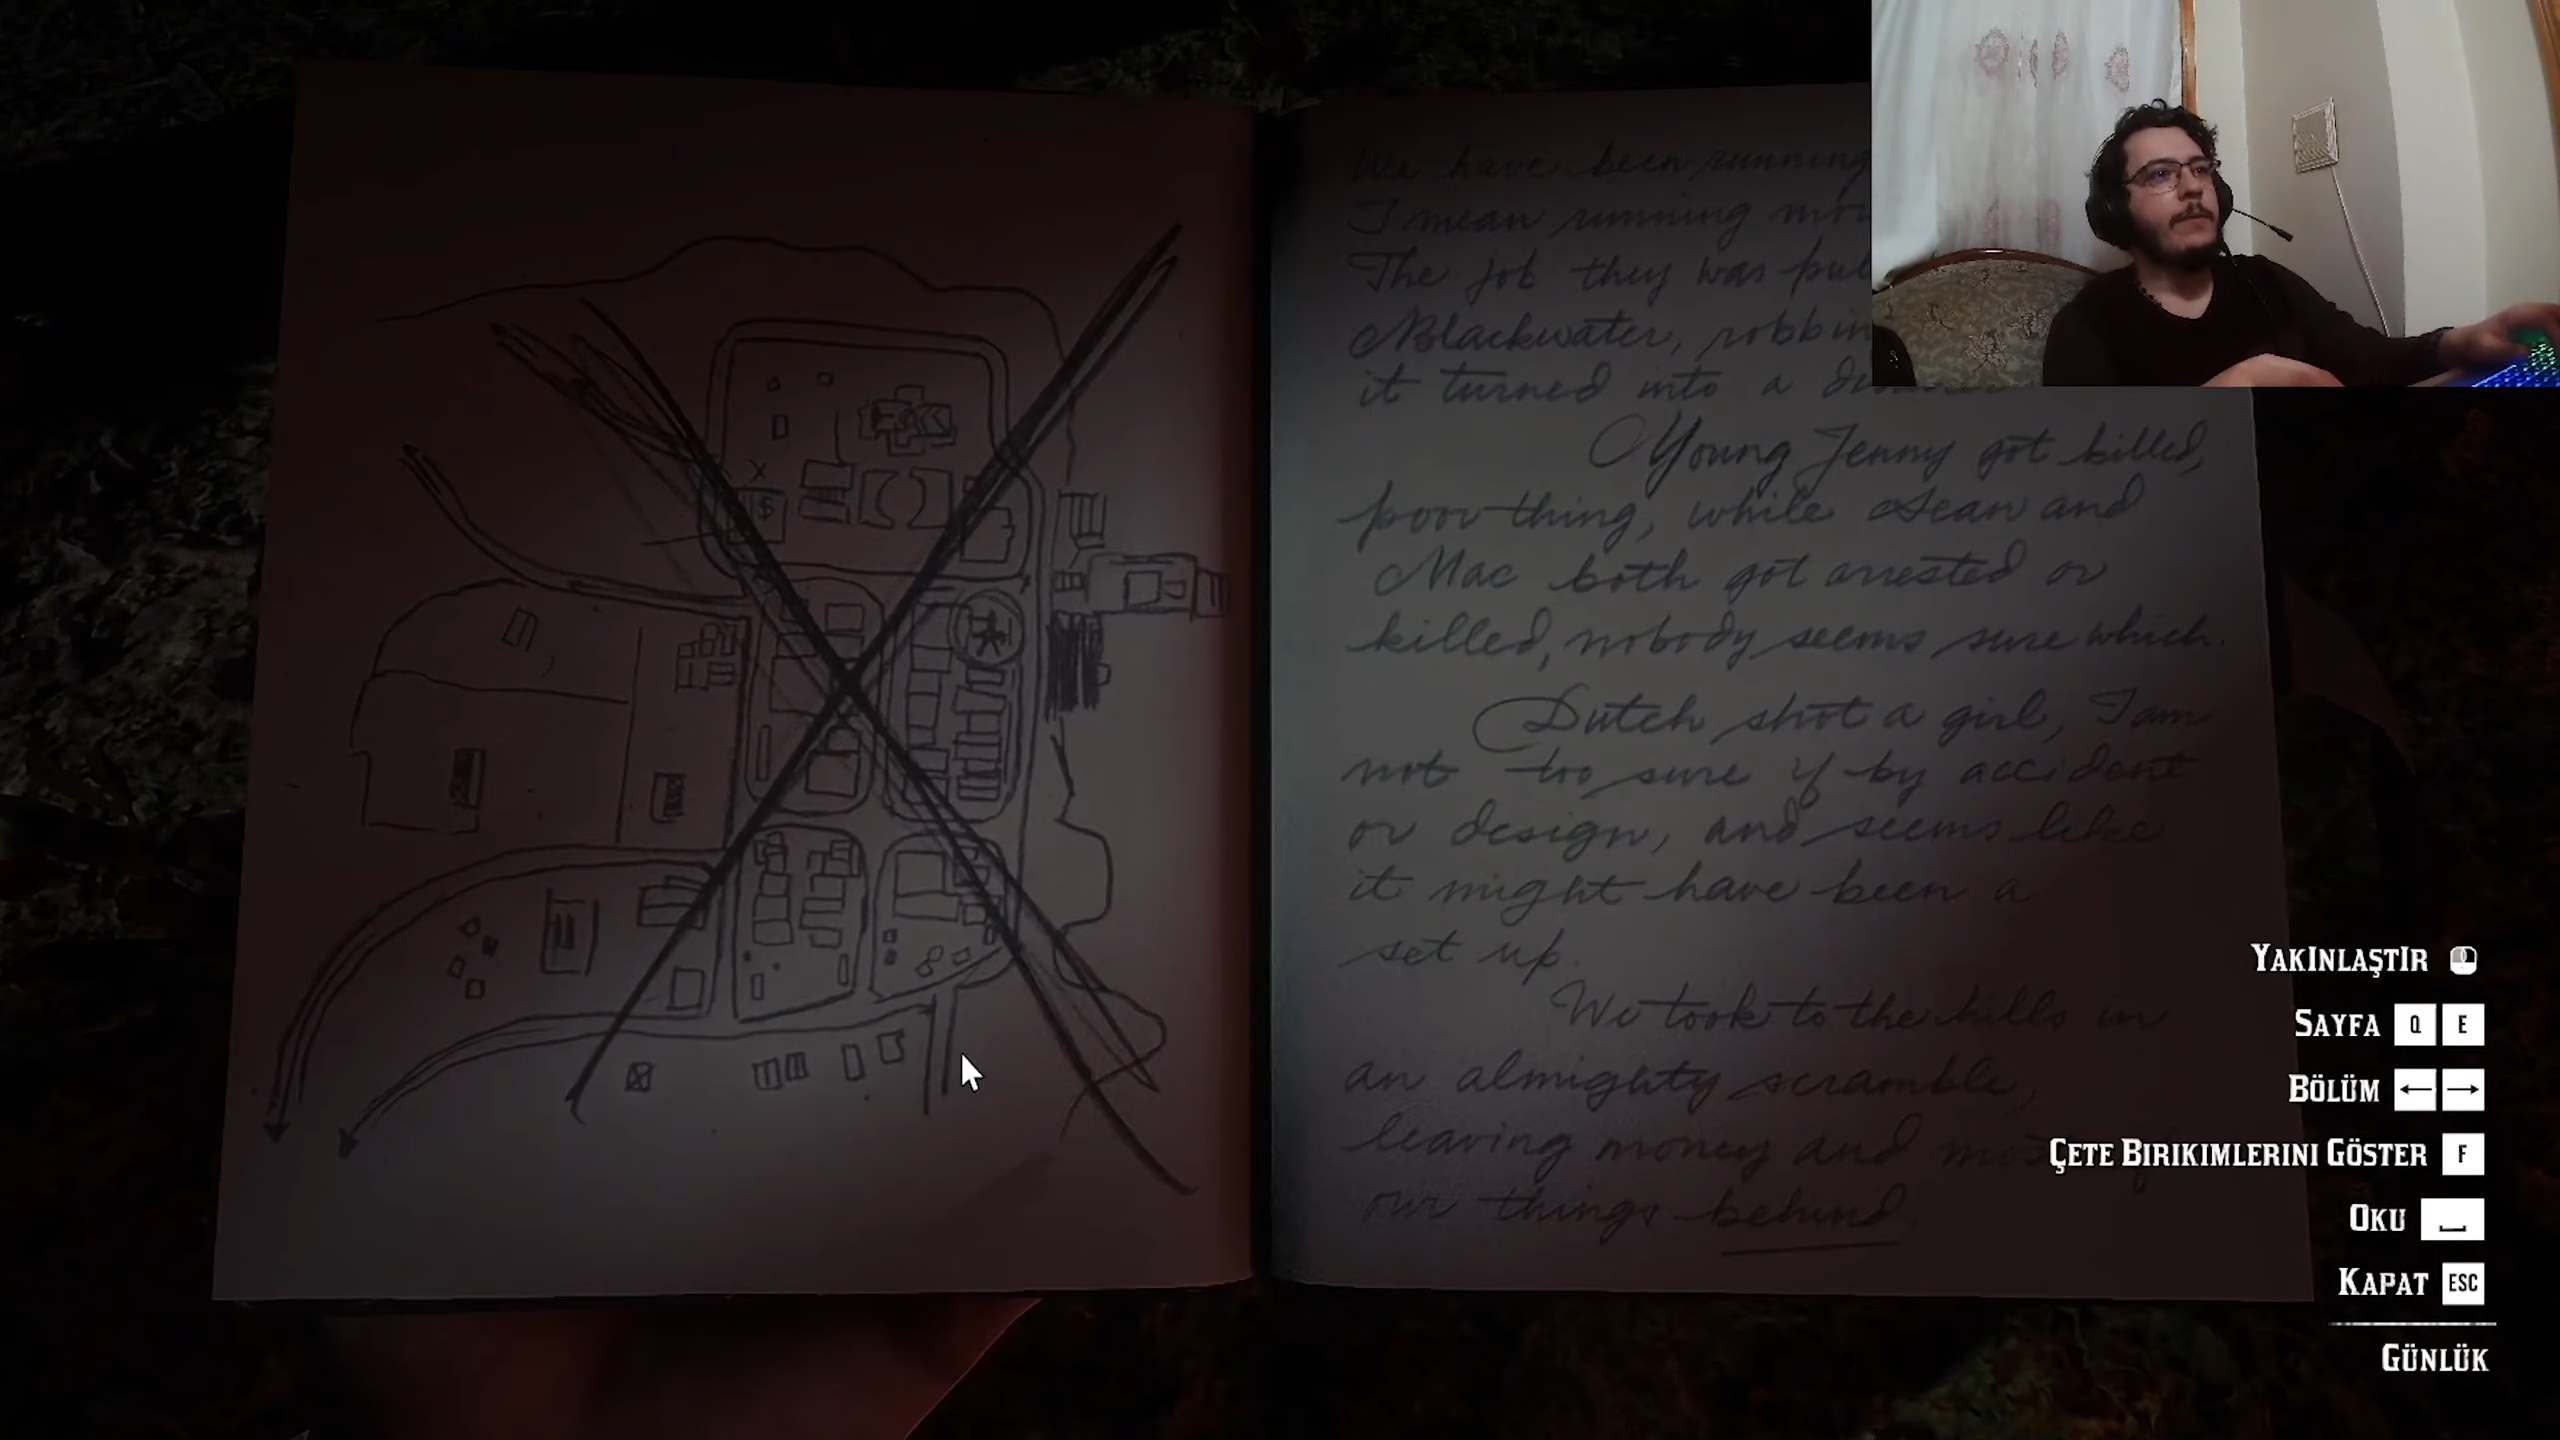 We have been running
I mean running
The job they was
Blackwater,
it turned into a
Young Jenny got killed,
poor thing, while Sean and
Mac both got arrested or
killed, nobody seems sure which.
Dutch shot a girl, I am
not too sure if by accident
or design, and seems like
it might have been a
set up.
We took to the hills in
an almighty scramble,
leaving money and
our things behind.
$
X
YAKINLAŞTIR
SAYFA Q E
BÖLÜM ← →
ÇETE BIRIKIMLERINI GÖSTER F
OKU
KAPAT ESC
GÜNLÜK